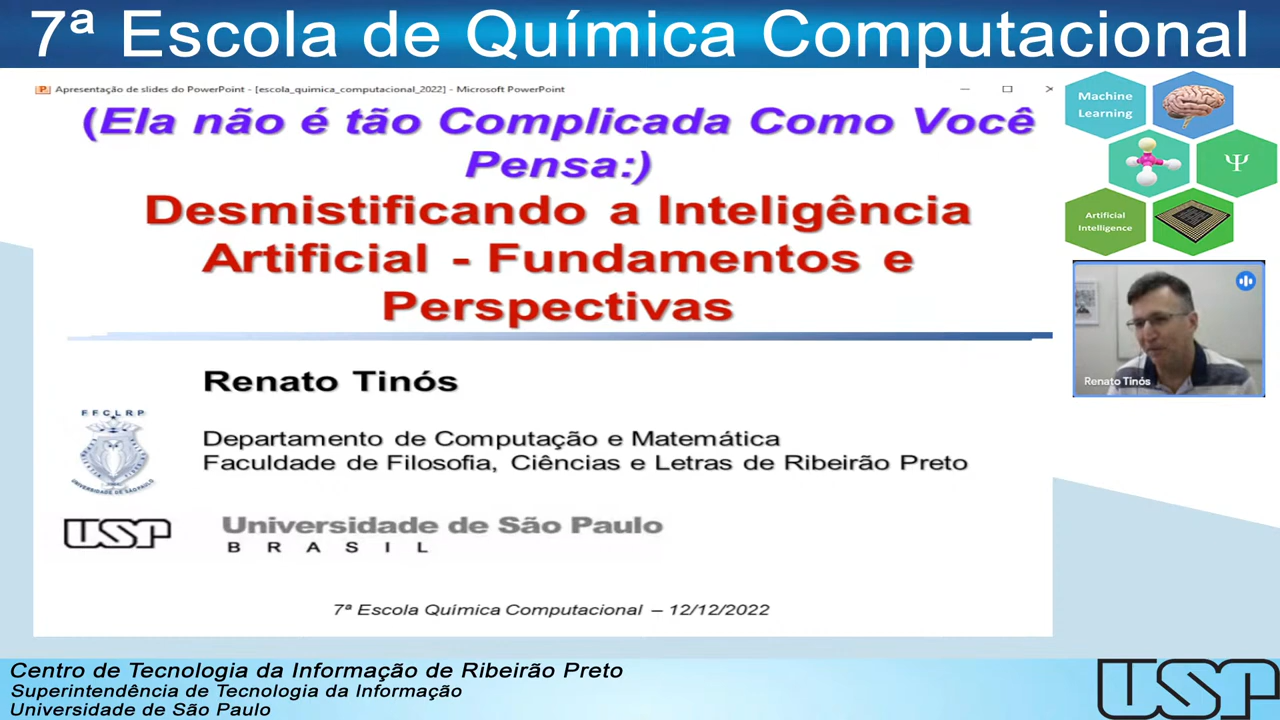 7ª Escola de Química Computacional
Apresentação de slides do PowerPoint - [escola_quimica_computacional_2022] - Microsoft PowerPoint
(Ela não é tão Complicada Como Você
Pensa:)
Desmistificando a Inteligência
Artificial - Fundamentos e
Perspectivas
Renato Tinós
FFCLRP
UNIVERSIDADE DE SÃO PAULO
Departamento de Computação e Matemática
Faculdade de Filosofia, Ciências e Letras de Ribeirão Preto
USP
Universidade de São Paulo
BRASIL
7ª Escola Química Computacional – 12/12/2022
Machine
Learning
Ψ
Artificial
Intelligence
Renato Tinós
Centro de Tecnologia da Informação de Ribeirão Preto
Superintendência de Tecnologia da Informação
Universidade de São Paulo
USP